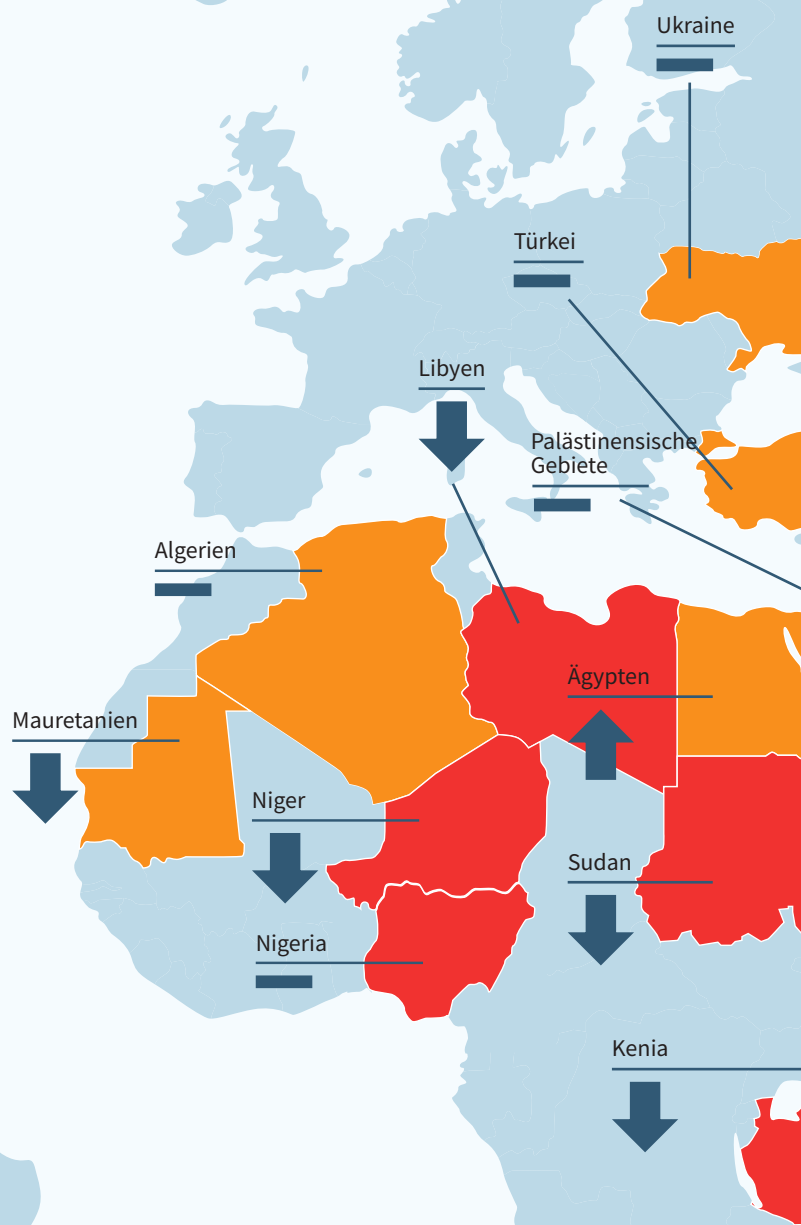 Ukraine
Türkei
Libyen
Palästinensische
Gebiete
Algerien
Ägypten
Mauretanien
Niger
Sudan
Nigeria
Kenia